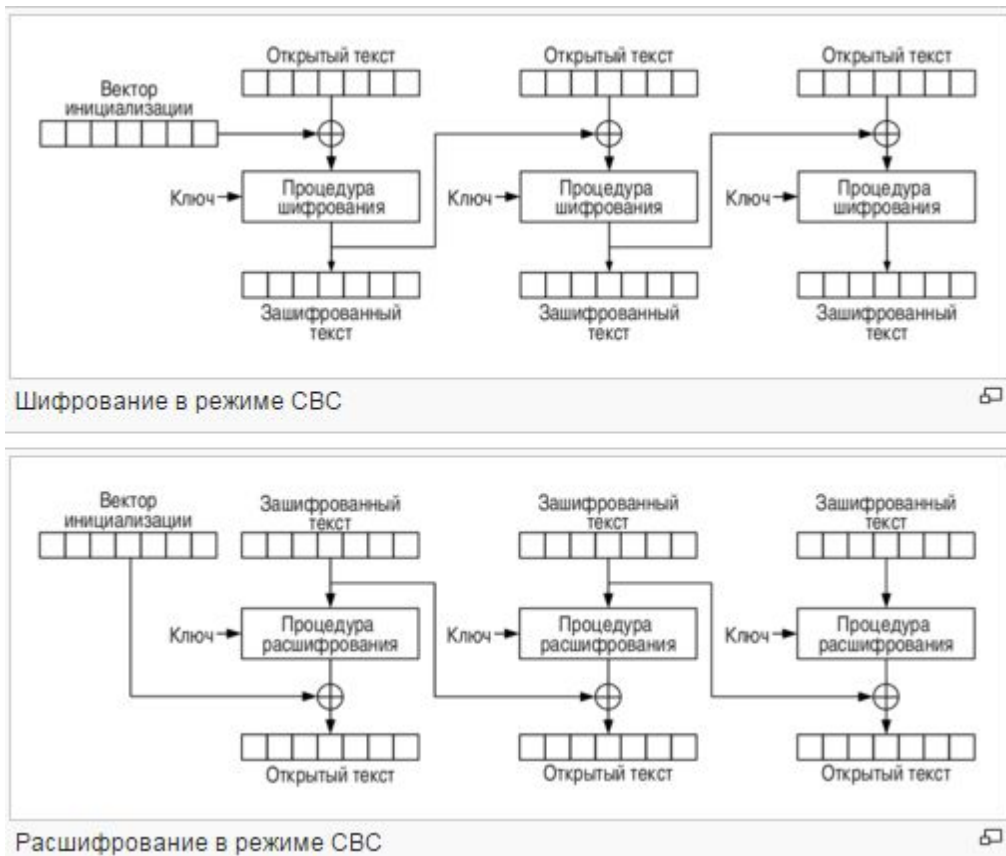 Открытый текст
Открытый текст
Открытый текст
Вектор
инициализации
Ключ
Процедура
шифрования
Ключ
Процедура
шифрования
Ключ
Процедура
шифрования
Зашифрованный
текст
Зашифрованный
текст
Зашифрованный
текст
Шифрование в режиме CBC
Вектор
инициализации
Зашифрованный
текст
Зашифрованный
текст
Зашифрованный
текст
Ключ
Процедура
расшифрования
Ключ
Процедура
расшифрования
Ключ
Процедура
расшифрования
Открытый текст
Открытый текст
Открытый текст
Расшифрование в режиме CBC